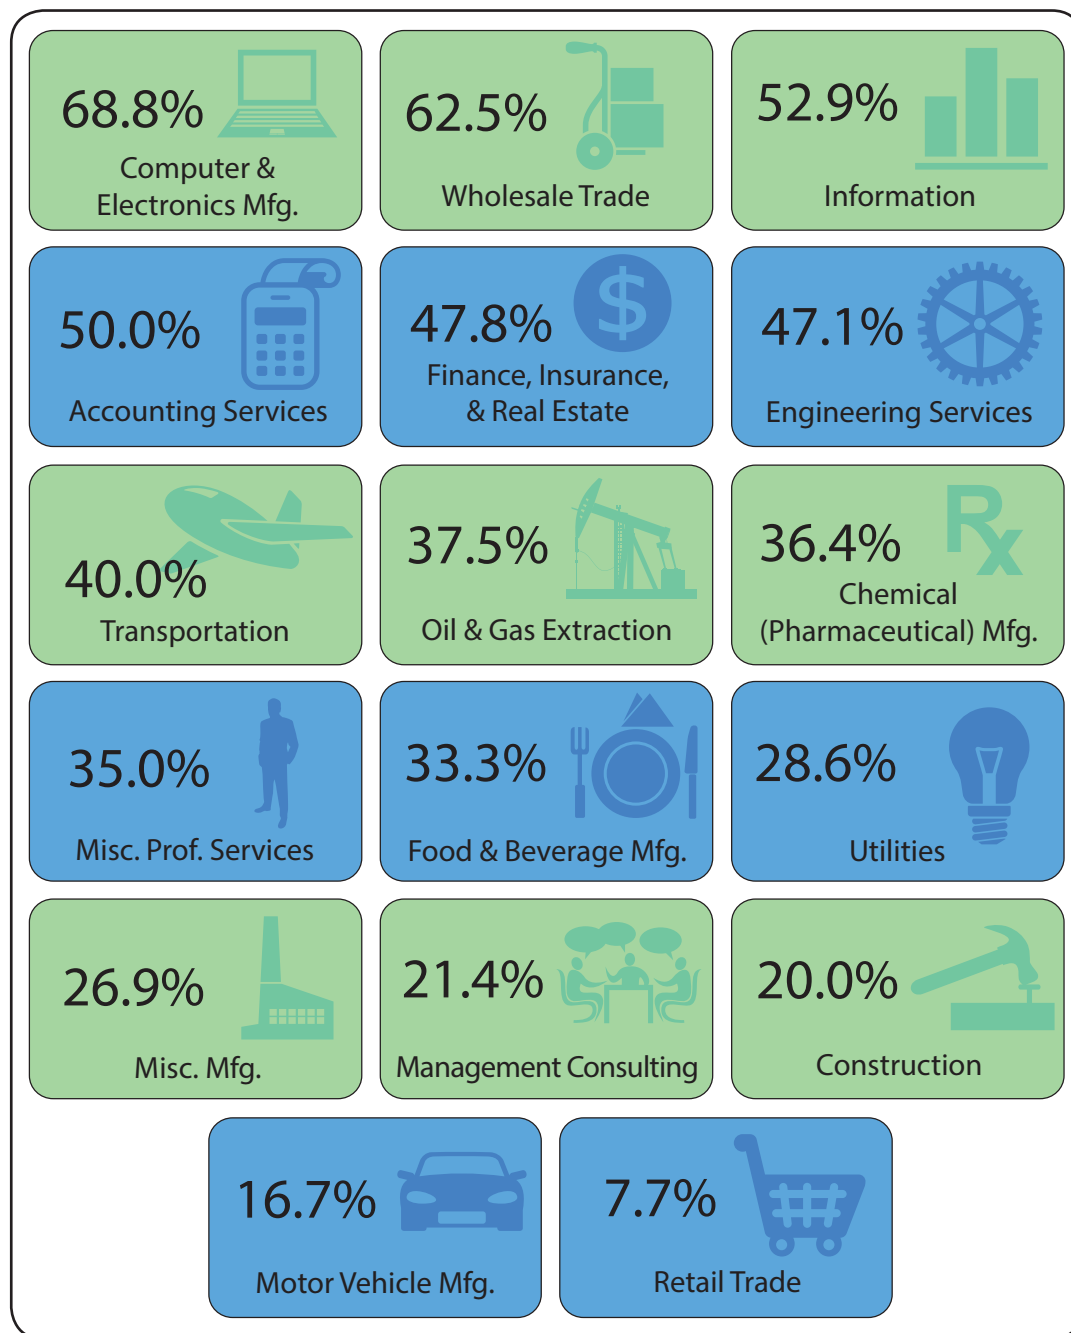 68.8%
Computer &
Electronics Mfg.
62.5%
Wholesale Trade
52.9%
Information
50.0%
Accounting Services
47.8%
Finance, Insurance,
& Real Estate
47.1%
Engineering Services
40.0%
Transportation
37.5%
Oil & Gas Extraction
Rx
36.4%
Chemical
(Pharmaceutical) Mfg.
35.0%
Misc. Prof. Services
33.3%
Food & Beverage Mfg.
28.6%
Utilities
26.9%
Misc. Mfg.
21.4%
Management Consulting
20.0%
Construction
16.7%
Motor Vehicle Mfg.
7.7%
Retail Trade